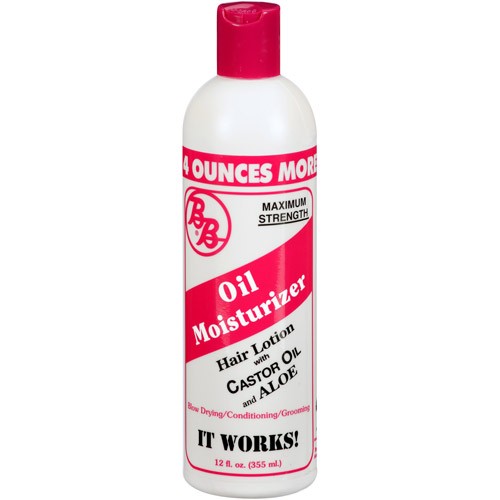 4 OUNCES MORE
BB
MAXIMUM
STRENGTH
Oil
Moisturizer
Hair Lotion
with
CASTOR OIL
and ALOE
Blow Drying/Conditioning/Grooming
IT WORKS!
12 fl. oz. (355 ml.)